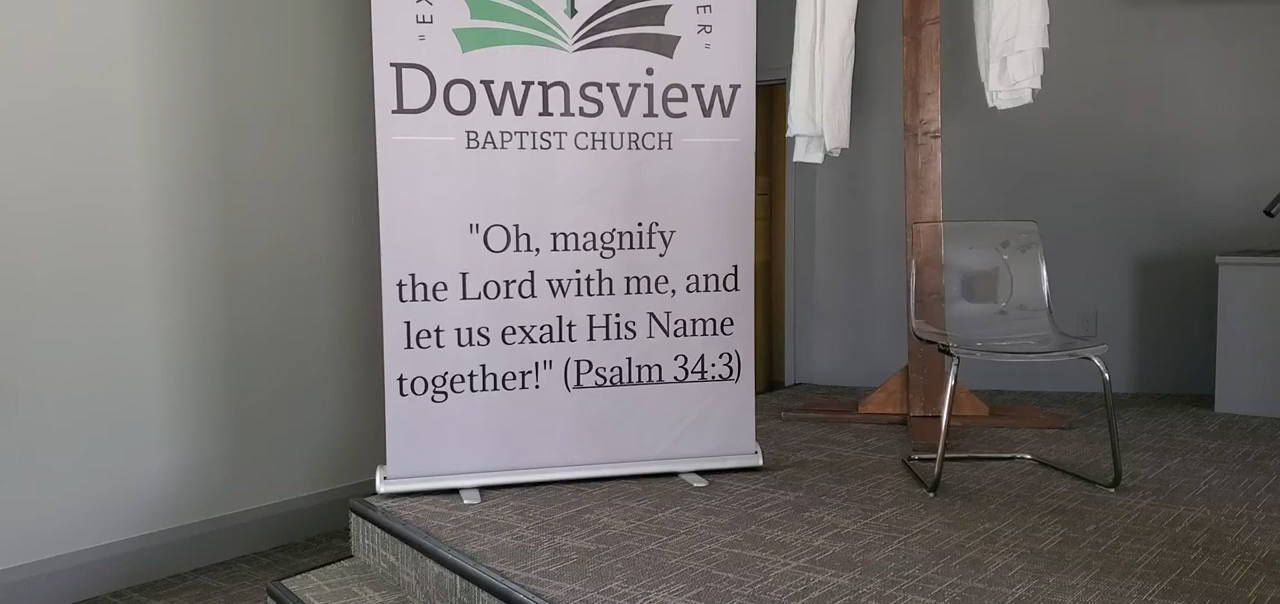 Downsview
BAPTIST CHURCH
"Oh, magnify
the Lord with me, and
let us exalt His Name
together!" (Psalm 34:3)